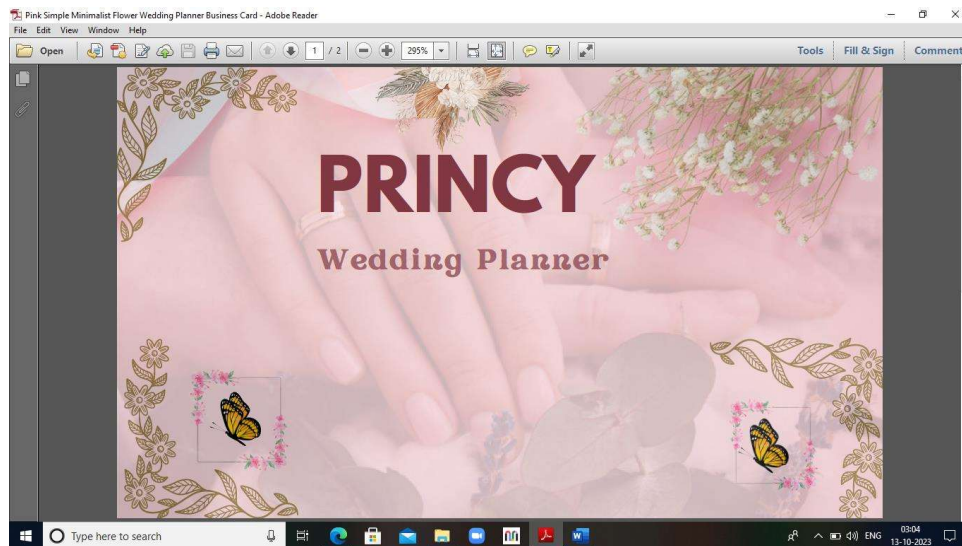 Pink Simple Minimalist Flower Wedding Planner Business Card - Adobe Reader
File Edit View Window Help
Open 1 / 2 295% Tools Fill & Sign Comment
PRINCY
Wedding Planner
Type here to search
ENG
03:04
13-10-2023